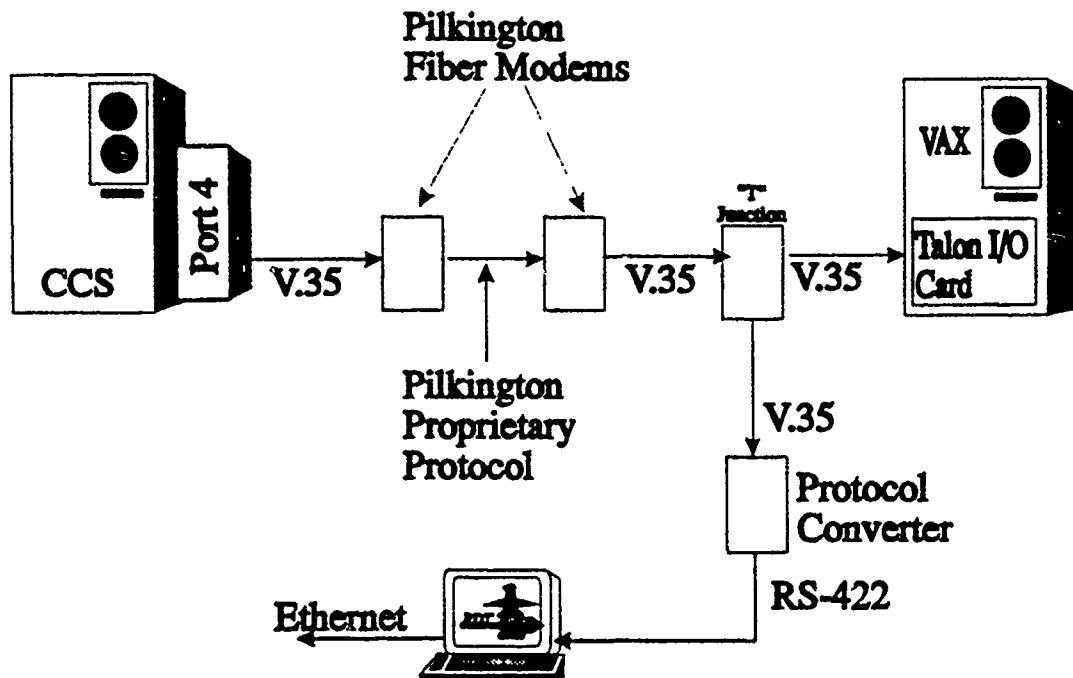 Pilkington
Fiber Modems
CCS
Port 4
V.35
V.35
"T"
Junction
V.35
VAX
Talon I/O
Card
Pilkington
Proprietary
Protocol
V.35
Protocol
Converter
RS-422
Ethernet